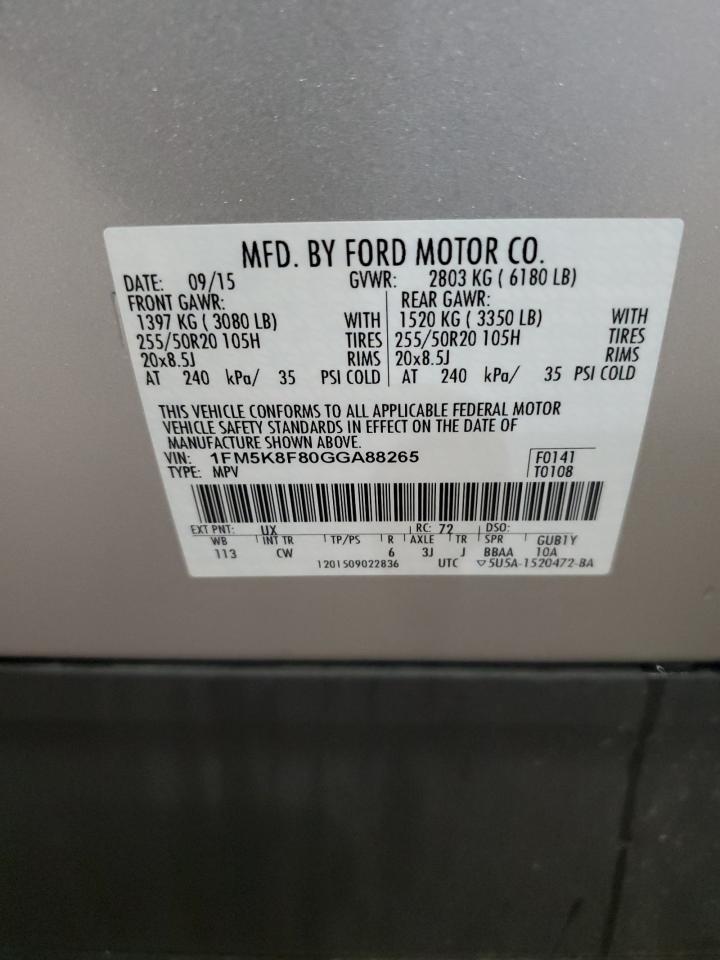 MFD. BY FORD MOTOR CO.
DATE: 09/15 GVWR: 2803 KG ( 6180 LB)
FRONT GAWR: REAR GAWR:
1397 KG ( 3080 LB) WITH 1520 KG ( 3350 LB) WITH
255/50R20 105H TIRES 255/50R20 105H TIRES
20x8.5J RIMS 20x8.5J RIMS
AT 240 kPa/ 35 PSI COLD AT 240 kPa/ 35 PSI COLD
THIS VEHICLE CONFORMS TO ALL APPLICABLE FEDERAL MOTOR
VEHICLE SAFETY STANDARDS IN EFFECT ON THE DATE OF
MANUFACTURE SHOWN ABOVE.
VIN: 1FM5K8F80GGA88265 F0141
TYPE: MPV T0108
EXT PNT: UX RC: 72 DSO:
WB INT TR TP/PS R AXLE TR SPR GUB1Y
113 CW 6 3J J BBAA 10A
1201509022836 UTC ▽5U5A-1520472-BA